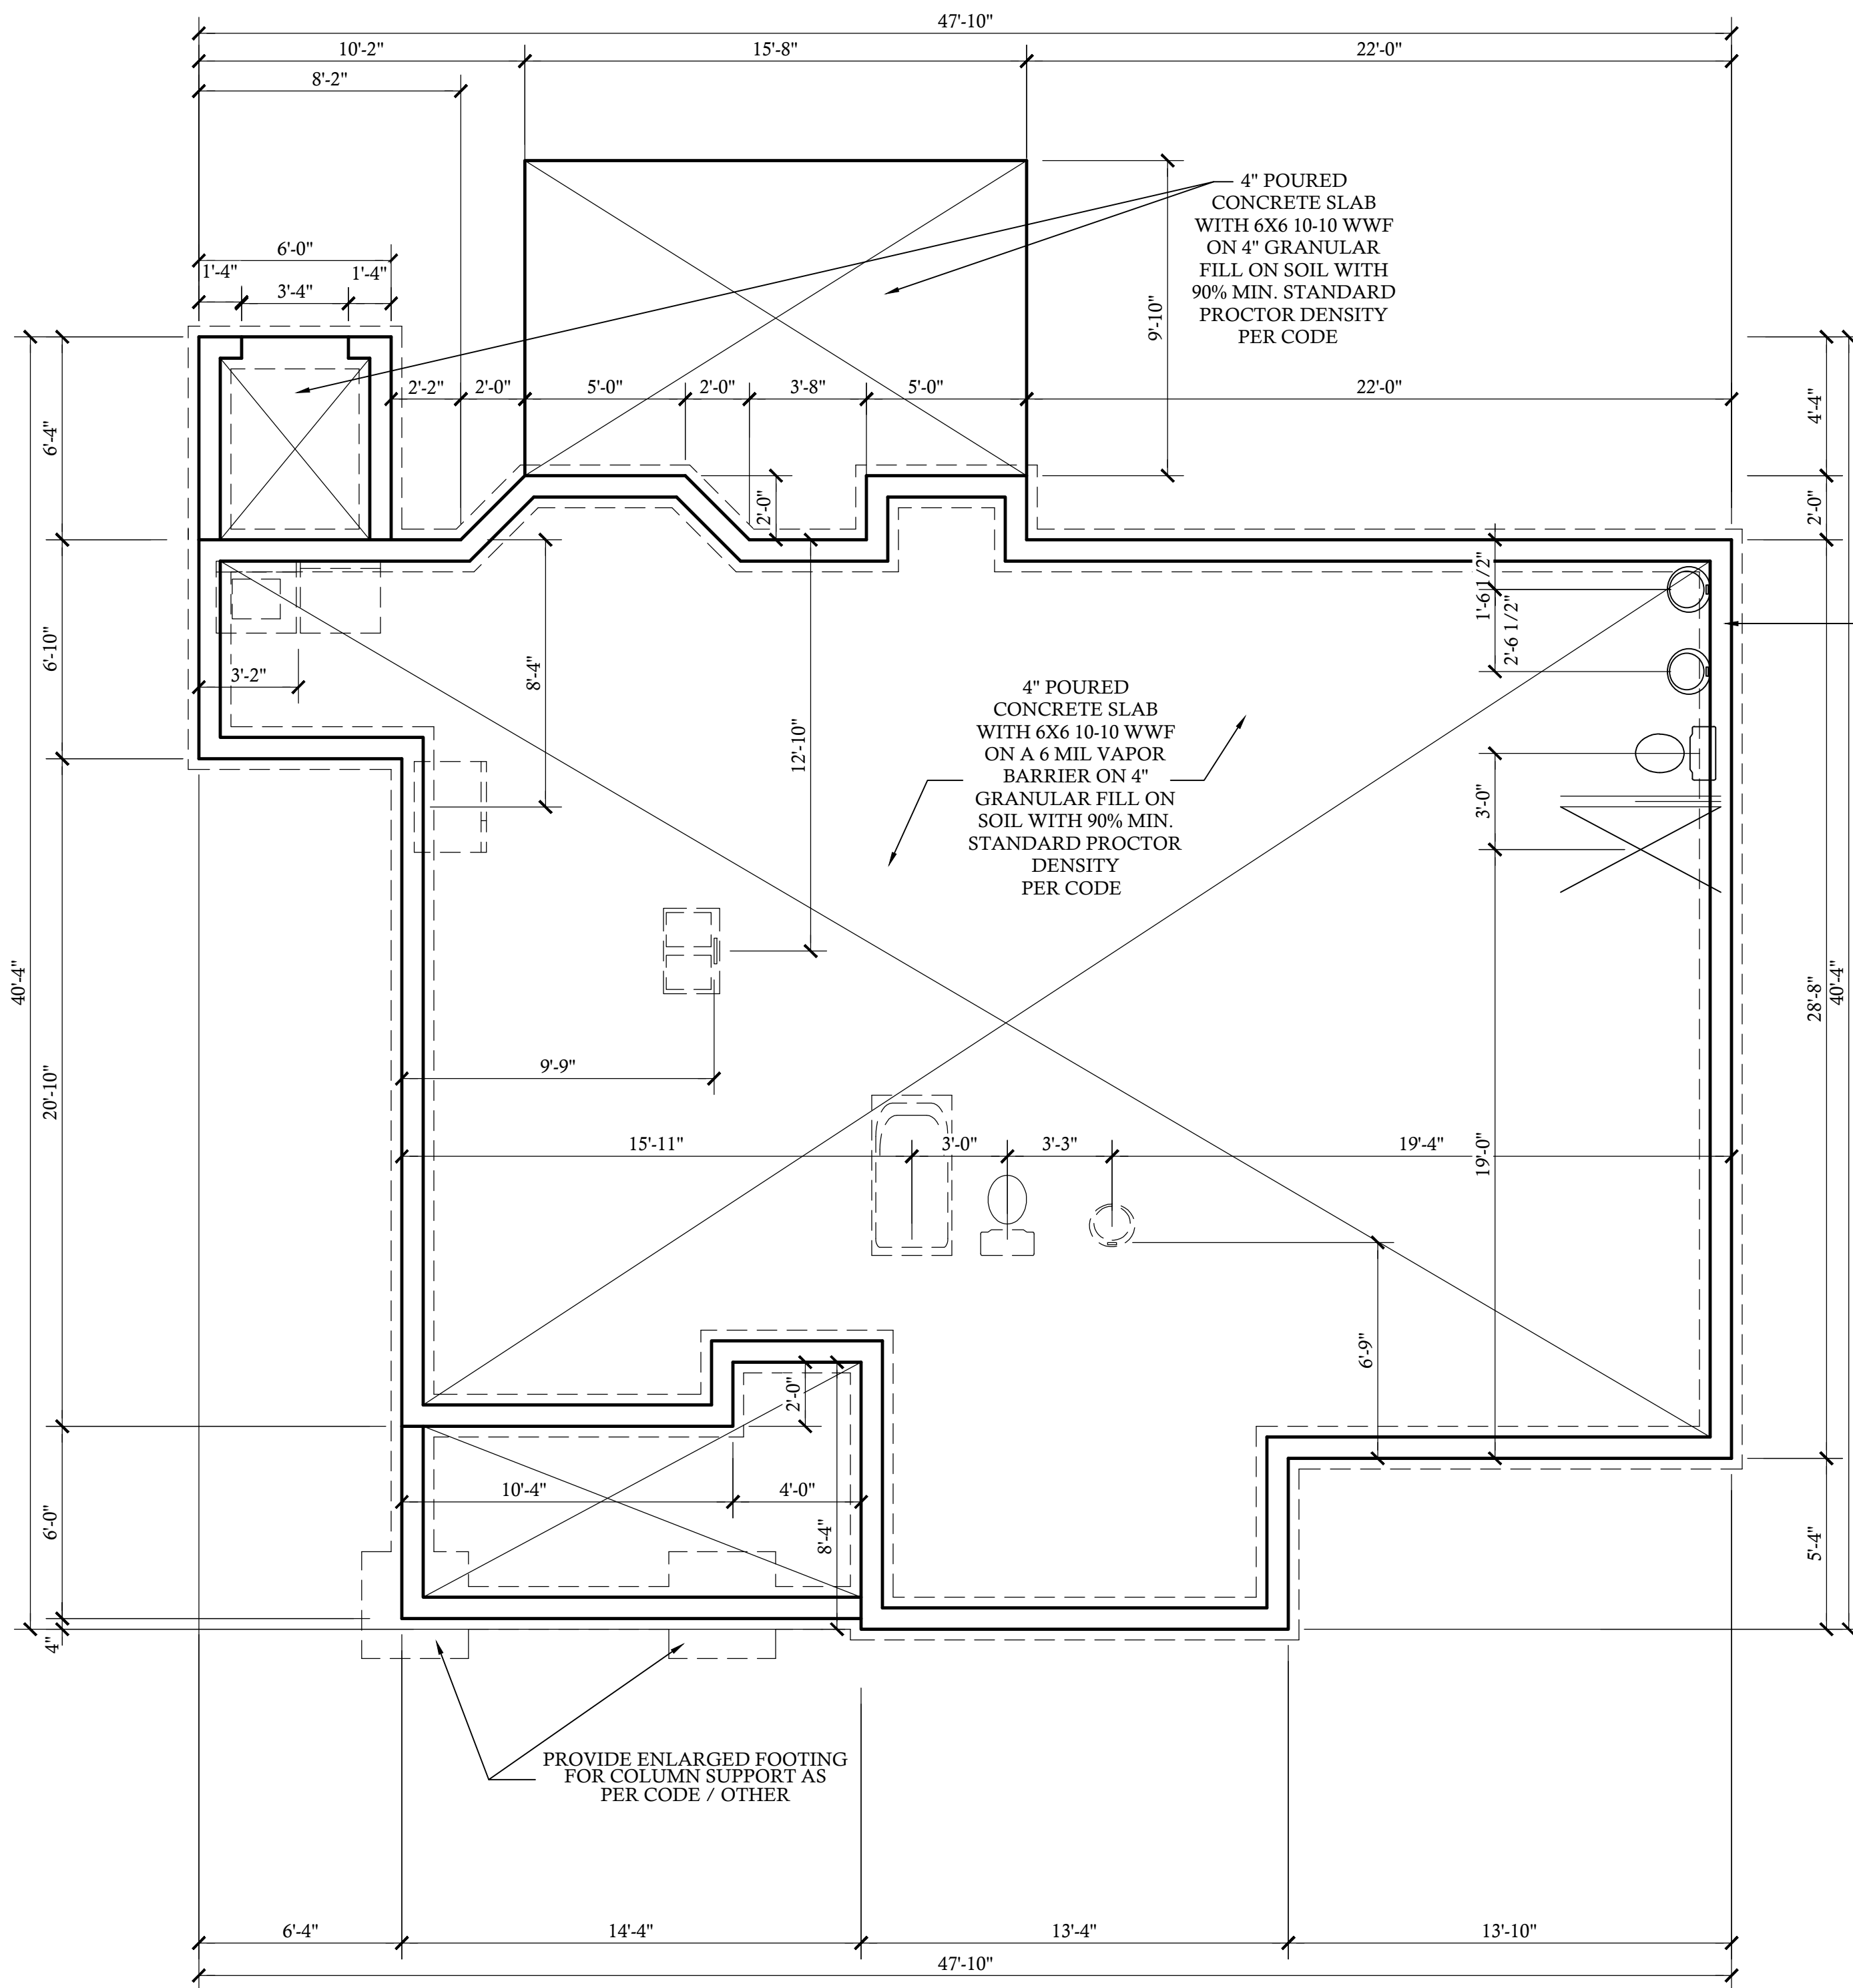 47'-10"
10'-2"
15'-8"
22'-0"
8'-2"
4" POURED
CONCRETE SLAB
WITH 6X6 10-10 WWF
ON 4" GRANULAR
FILL ON SOIL WITH
90% MIN. STANDARD
PROCTOR DENSITY
PER CODE
6'-0"
1'-4"
1'-4"
3'-4"
9'-10"
2'-2"
2'-0"
5'-0"
2'-0"
3'-8"
5'-0"
22'-0"
4'-4"
6'-4"
2'-0"
2'-0"
1'-6 1/2"
2'-6 1/2"
6'-10"
3'-2"
8'-4"
12'-10"
4" POURED
CONCRETE SLAB
WITH 6X6 10-10 WWF
ON A 6 MIL VAPOR
BARRIER ON 4"
GRANULAR FILL ON
SOIL WITH 90% MIN.
STANDARD PROCTOR
DENSITY
PER CODE
3'-0"
40'-4"
28'-8"
40'-4"
20'-10"
9'-9"
15'-11"
3'-0"
3'-3"
19'-4"
19'-0"
6'-9"
2'-0"
10'-4"
4'-0"
8'-4"
6'-0"
5'-4"
4"
PROVIDE ENLARGED FOOTING
FOR COLUMN SUPPORT AS
PER CODE / OTHER
6'-4"
14'-4"
13'-4"
13'-10"
47'-10"